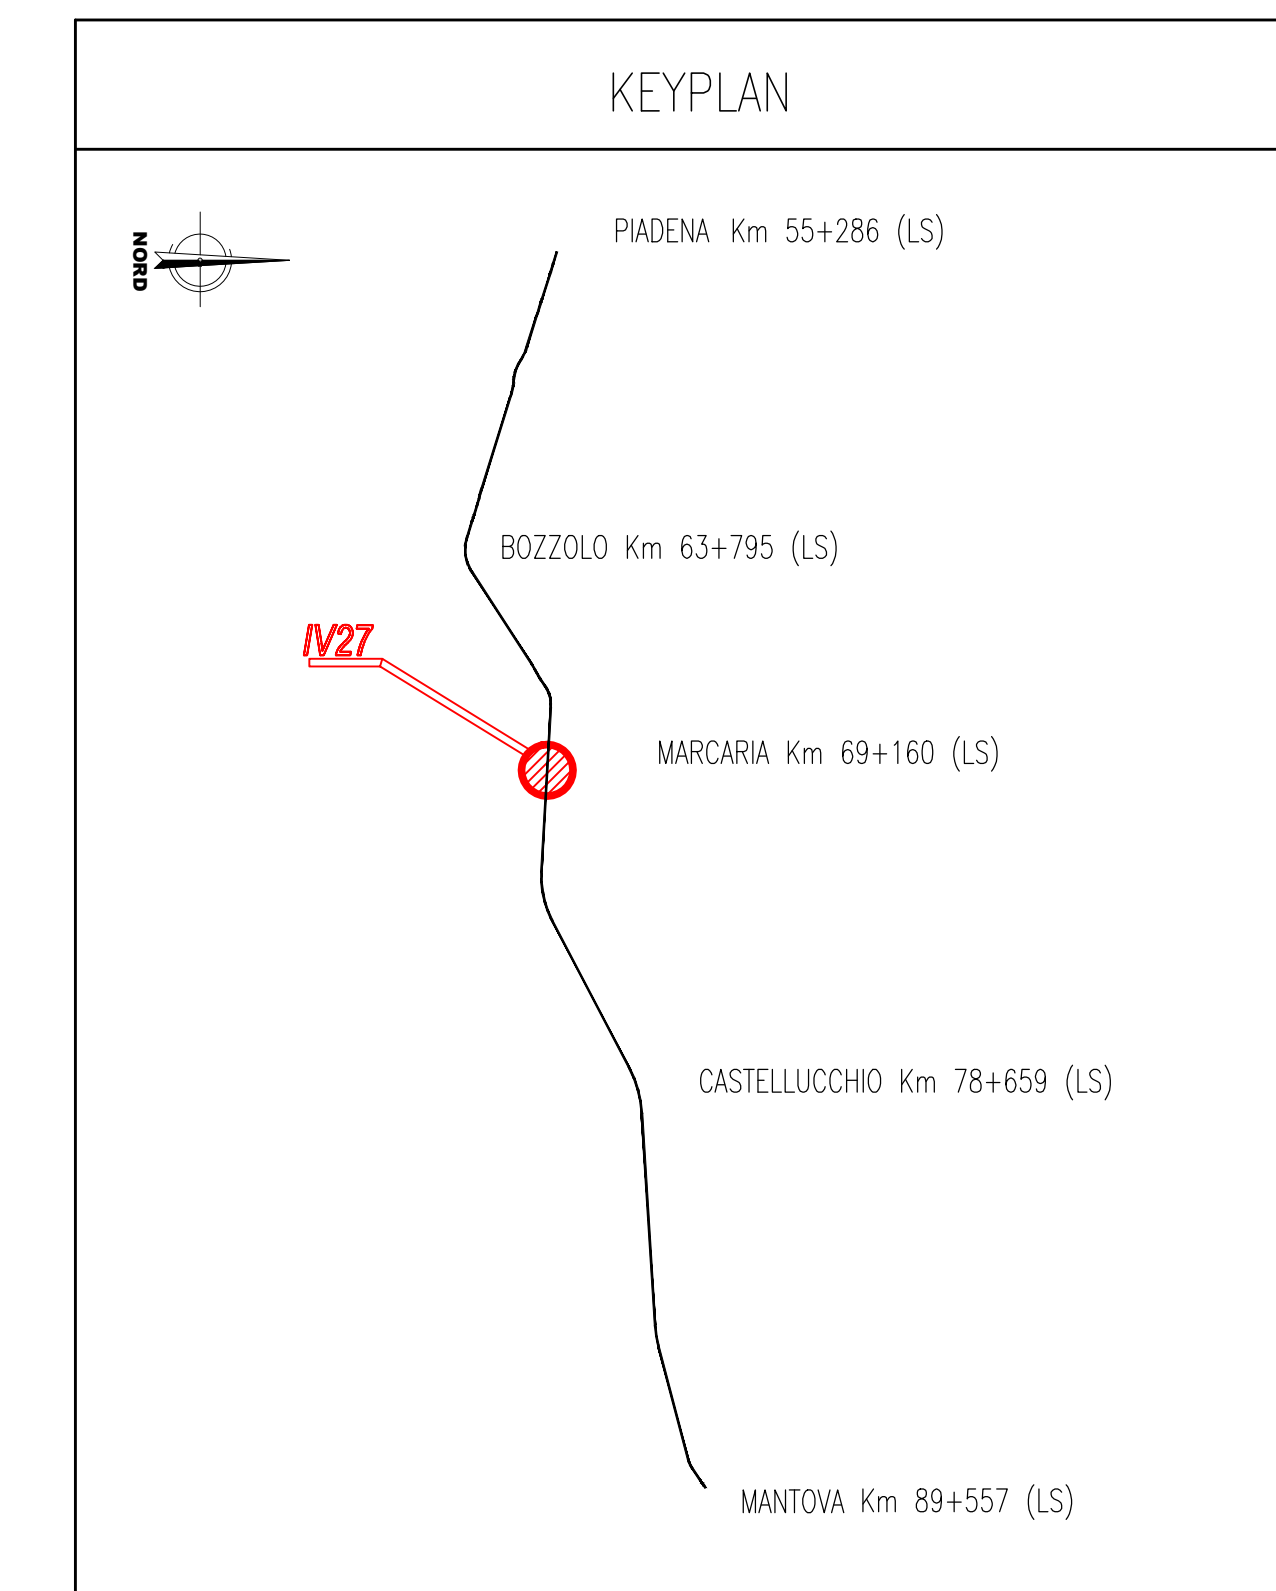 KEYPLAN
PIADENA Km 55+286 (LS)
NORD
BOZZOLO Km 63+795 (LS)
IV27
MARCARIA Km 69+160 (LS)
CASTELLUCCHIO Km 78+659 (LS)
MANTOVA Km 89+557 (LS)